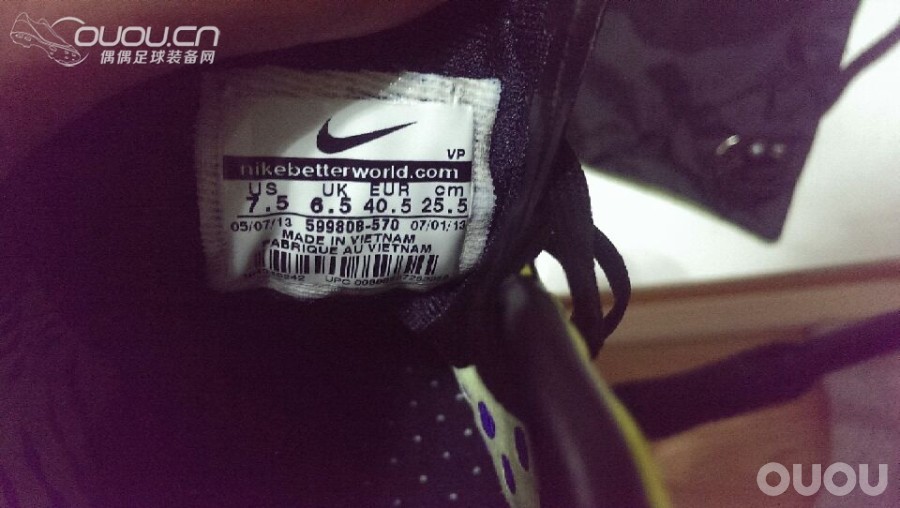 OUOU.CN
偶偶足球装备网
VP
nikebetterworld.com
US UK EUR cm
7.5 6.5 40.5 25.5
05/07/13 599808-570 07/01/13
MADE IN VIETNAM
FABRIQUE AU VIETNAM
UPC
OUOU